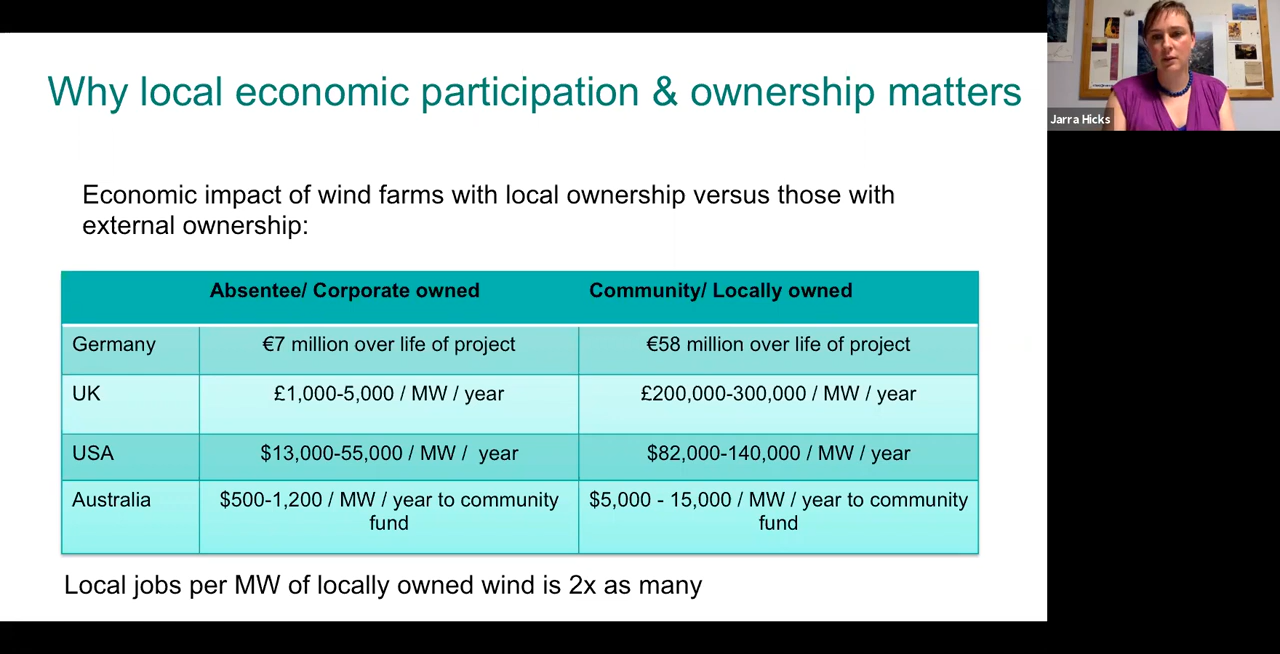 Why local economic participation & ownership matters
Jarra Hicks
Economic impact of wind farms with local ownership versus those with
external ownership:
Absentee/ Corporate owned
Community/ Locally owned
Germany
€7 million over life of project
€58 million over life of project
UK
£1,000-5,000 / MW / year
£200,000-300,000 / MW / year
USA
$13,000-55,000 / MW / year
$82,000-140,000 / MW / year
Australia
$500-1,200 / MW / year to community
fund
$5,000 - 15,000 / MW / year to community
fund
Local jobs per MW of locally owned wind is 2x as many